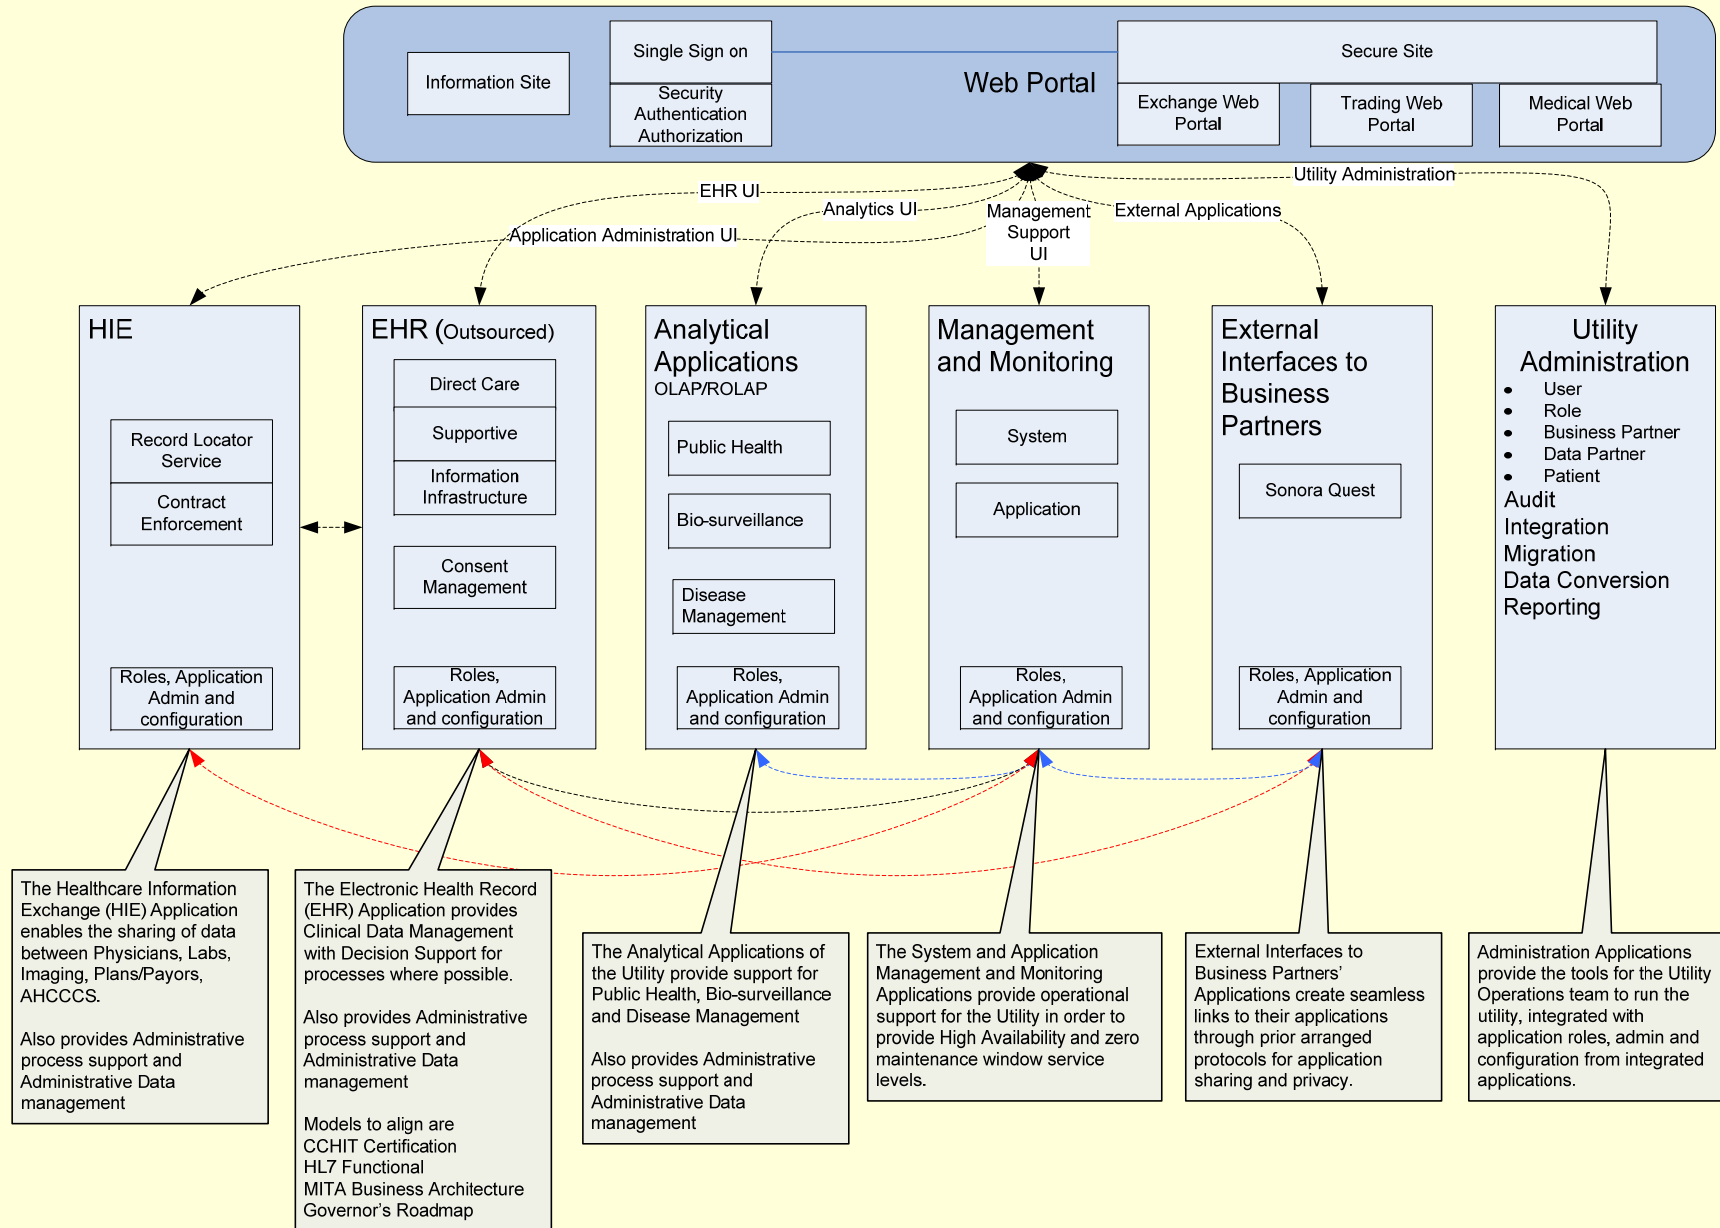 Information Site
Single Sign on
Security
Authentication
Authorization
Web Portal
Secure Site
Exchange Web
Portal
Trading Web
Portal
Medical Web
Portal
EHR UI
Analytics UI
Application Administration UI
Management
Support
UI
External Applications
Utility Administration
HIE
Record Locator
Service
Contract
Enforcement
Roles, Application
Admin and
configuration
EHR (Outsourced)
Direct Care
Supportive
Information
Infrastructure
Consent
Management
Roles,
Application Admin
and configuration
Analytical
Applications
OLAP/ROLAP
Public Health
Bio-surveillance
Disease
Management
Roles,
Application Admin
and configuration
Management
and Monitoring
System
Application
Roles,
Application Admin
and configuration
External
Interfaces to
Business
Partners
Sonora Quest
Roles, Application
Admin and
configuration
Utility
Administration
• User
• Role
• Business Partner
• Data Partner
• Patient
Audit
Integration
Migration
Data Conversion
Reporting
The Healthcare Information
Exchange (HIE) Application
enables the sharing of data
between Physicians, Labs,
Imaging, Plans/Payors,
AHCCCS.
Also provides Administrative
process support and
Administrative Data
management
The Electronic Health Record
(EHR) Application provides
Clinical Data Management
with Decision Support for
processes where possible.
Also provides Administrative
process support and
Administrative Data
management
Models to align are
CCHIT Certification
HL7 Functional
MITA Business Architecture
Governor's Roadmap
The Analytical Applications of
the Utility provide support for
Public Health, Bio-surveillance
and Disease Management
Also provides Administrative
process support and
Administrative Data
management
The System and Application
Management and Monitoring
Applications provide operational
support for the Utility in order to
provide High Availability and zero
maintenance window service
levels.
External Interfaces to
Business Partners'
Applications create seamless
links to their applications
through prior arranged
protocols for application
sharing and privacy.
Administration Applications
provide the tools for the Utility
Operations team to run the
utility, integrated with
application roles, admin and
configuration from integrated
applications.